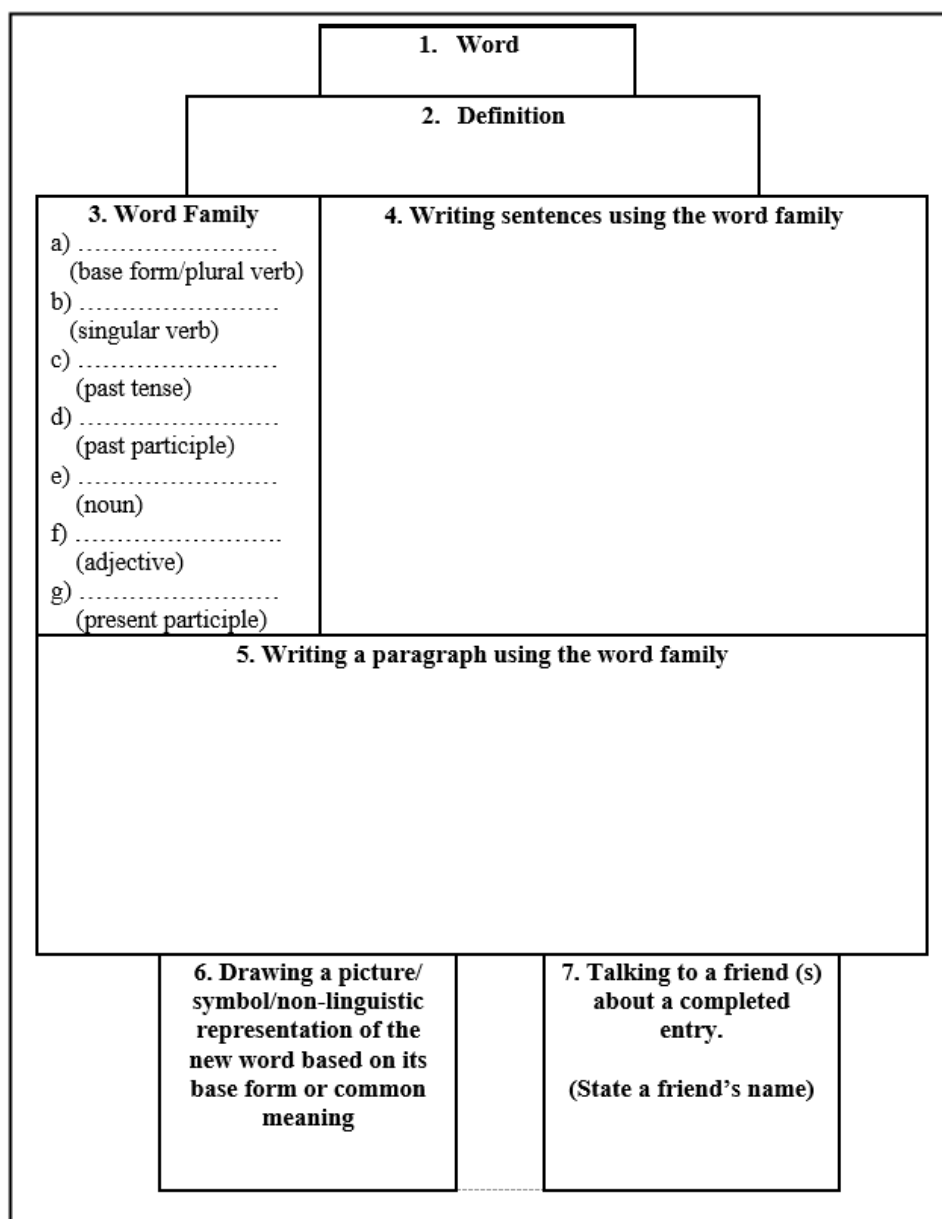 1. Word
2. Definition
3. Word Family
a) ……………………
(base form/plural verb)
b) ……………………
(singular verb)
c) ……………………
(past tense)
d) ……………………
(past participle)
e) ……………………
(noun)
f) …………………….
(adjective)
g) ……………………
(present participle)
4. Writing sentences using the word family
5. Writing a paragraph using the word family
6. Drawing a picture/
symbol/non-linguistic
representation of the
new word based on its
base form or common
meaning
7. Talking to a friend (s)
about a completed
entry.
(State a friend’s name)